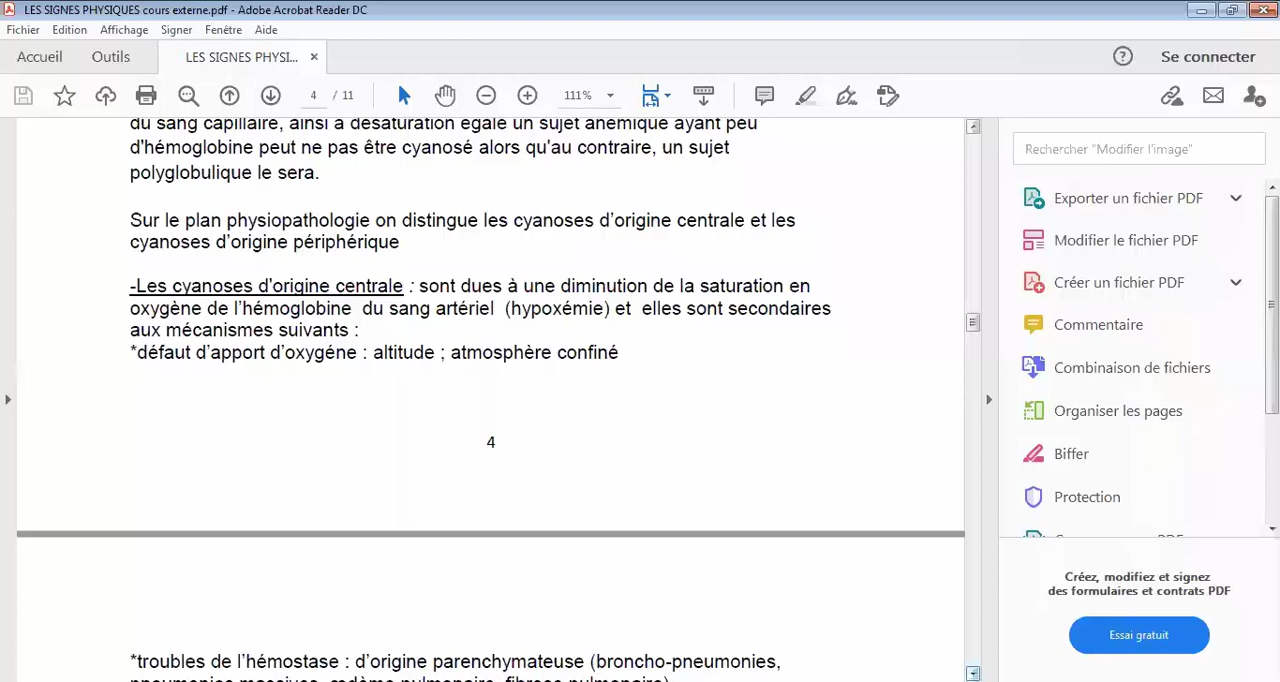 LES SIGNES PHYSIQUES cours externe.pdf - Adobe Acrobat Reader DC
Fichier Edition Affichage Signer Fenêtre Aide
Accueil Outils LES SIGNES PHYSI... × Se connecter
4 / 11 111%
du sang capillaire, ainsi à désaturation égale un sujet anémique ayant peu
d'hémoglobine peut ne pas être cyanosé alors qu'au contraire, un sujet
polyglobulique le sera.
Sur le plan physiopathologie on distingue les cyanoses d'origine centrale et les
cyanoses d'origine périphérique
-Les cyanoses d'origine centrale : sont dues à une diminution de la saturation en
oxygène de l'hémoglobine du sang artériel (hypoxémie) et elles sont secondaires
aux mécanismes suivants :
*défaut d'apport d'oxygéne : altitude ; atmosphère confiné
4
*troubles de l'hémostase : d'origine parenchymateuse (broncho-pneumonies,
pneumonies massives, œdème pulmonaire, fibrose pulmonaire)
Rechercher "Modifier l'image"
Exporter un fichier PDF
Modifier le fichier PDF
Créer un fichier PDF
Commentaire
Combinaison de fichiers
Organiser les pages
Biffer
Protection
Créez, modifiez et signez
des formulaires et contrats PDF
Essai gratuit